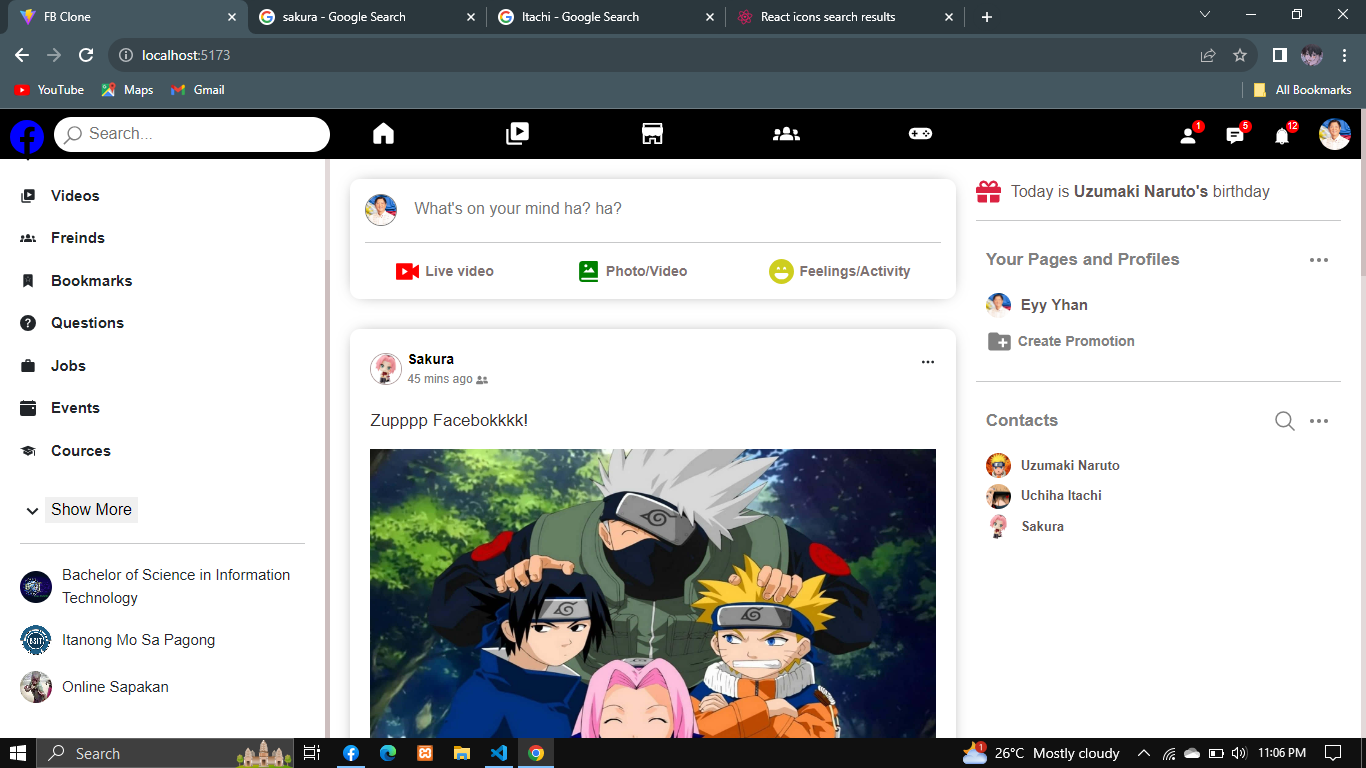 FB Clone
sakura - Google Search
Itachi - Google Search
React icons search results
localhost:5173
YouTube
Maps
Gmail
All Bookmarks
Search...
1
5
12
Videos
Freinds
Bookmarks
Questions
Jobs
Events
Cources
Show More
Bachelor of Science in Information
Technology
Itanong Mo Sa Pagong
Online Sapakan
What's on your mind ha? ha?
Live video
Photo/Video
Feelings/Activity
Sakura
45 mins ago
Zupppp Facebokkkk!
Today is Uzumaki Naruto's birthday
Your Pages and Profiles
Eyy Yhan
Create Promotion
Contacts
Uzumaki Naruto
Uchiha Itachi
Sakura
Search
1
26°C Mostly cloudy
11:06 PM